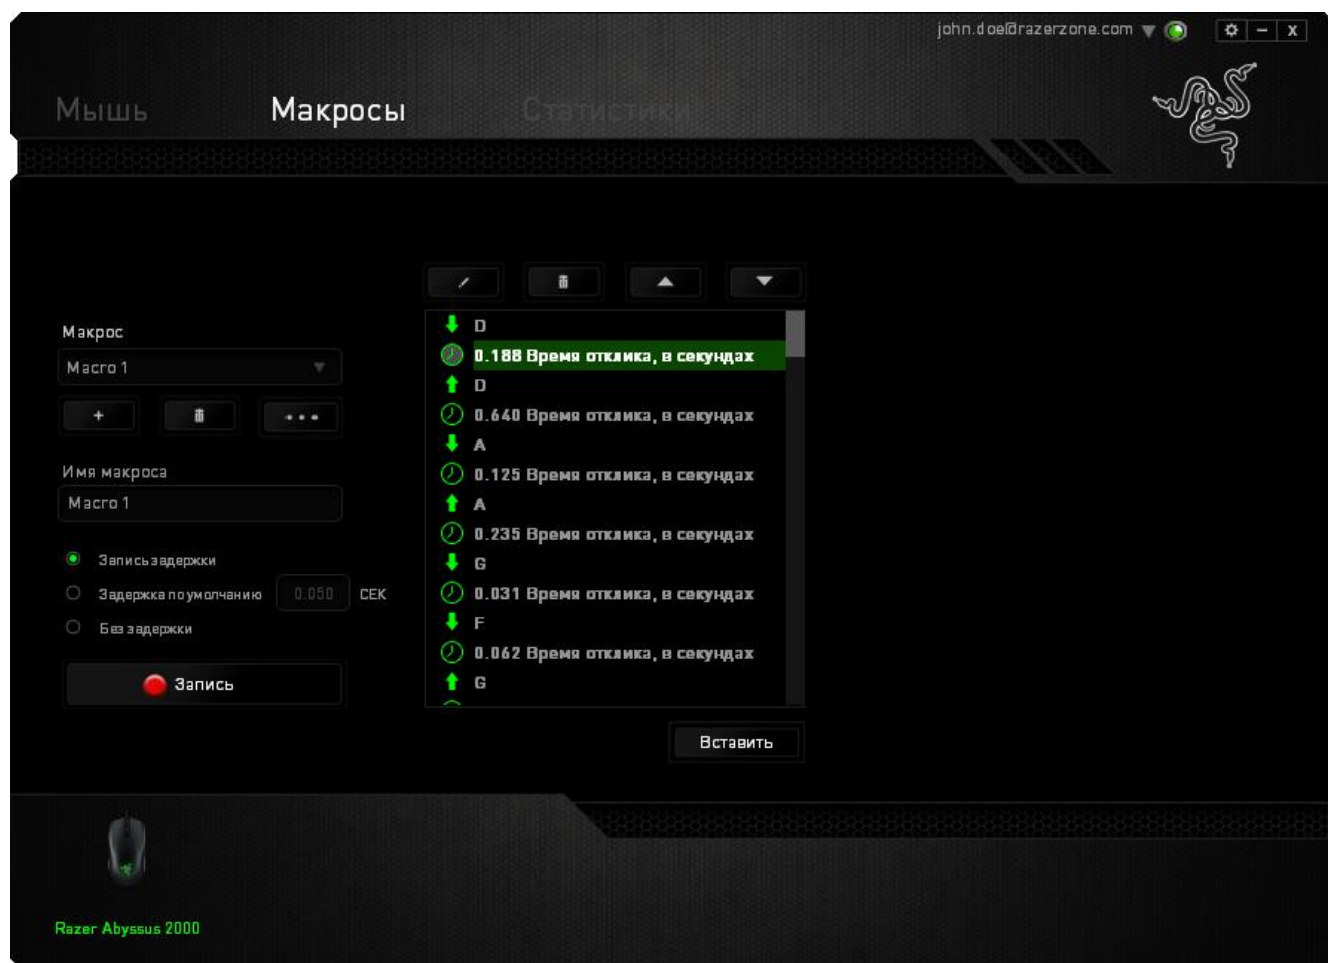 john.doe@razerzone.com
Мышь Макросы Статистики
Макрос
Macro 1
Имя макроса
Macro 1
Запись задержки
Задержка по умолчанию 0.050 СЕК
Без задержки
Запись
D
0.188 Время отклика, в секундах
D
0.640 Время отклика, в секундах
A
0.125 Время отклика, в секундах
A
0.235 Время отклика, в секундах
G
0.031 Время отклика, в секундах
F
0.062 Время отклика, в секундах
G
Вставить
Razer Abyssus 2000